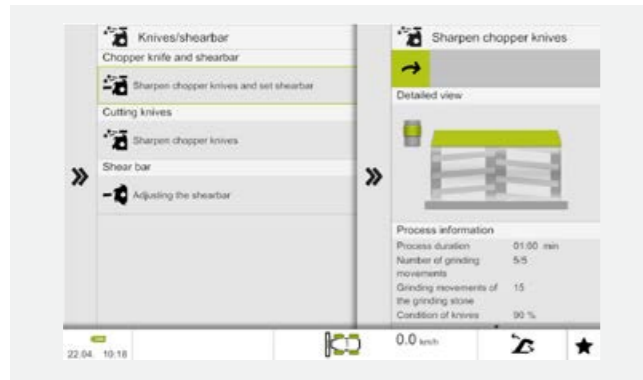 Knives/shearbar
Chopper knife and shearbar
Sharpen chopper knives and set shearbar
Cutting knives
Sharpen chopper knives
Shear bar
Adjusting the shearbar
Sharpen chopper knives
Detailed view
Process information
Process duration 01:00 min
Number of grinding 5/5
movements
Grinding movements of 15
the grinding stone
Condition of knives 90 %
22.04. 10:18
0.0 km/h